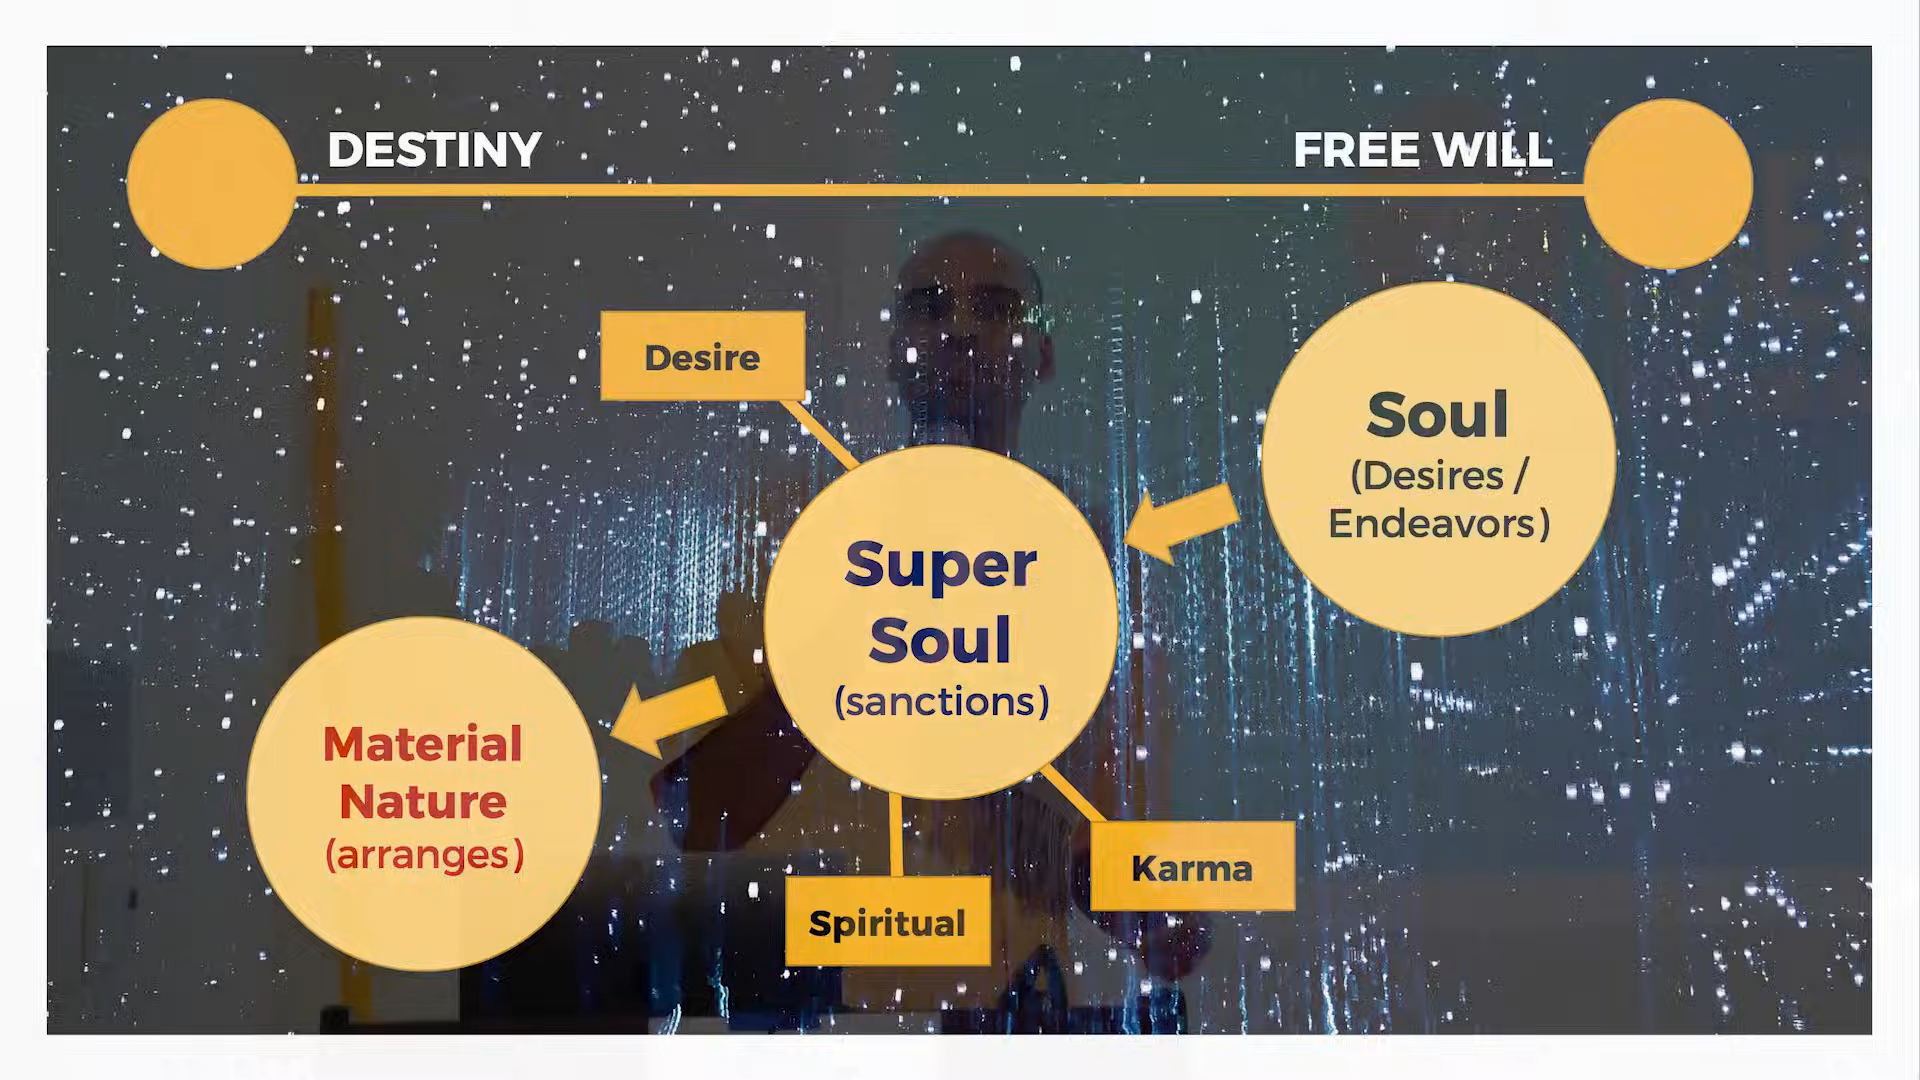 DESTINY
FREE WILL
Desire
Soul
(Desires /
Endeavors)
Super
Soul
(sanctions)
Material
Nature
(arranges)
Karma
Spiritual